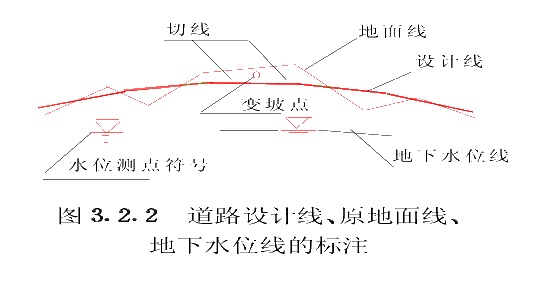 切线
地面线
设计线
变坡点
地下水位线
水位测点符号
图 3.2.2 道路设计线、原地面线、
地下水位线的标注